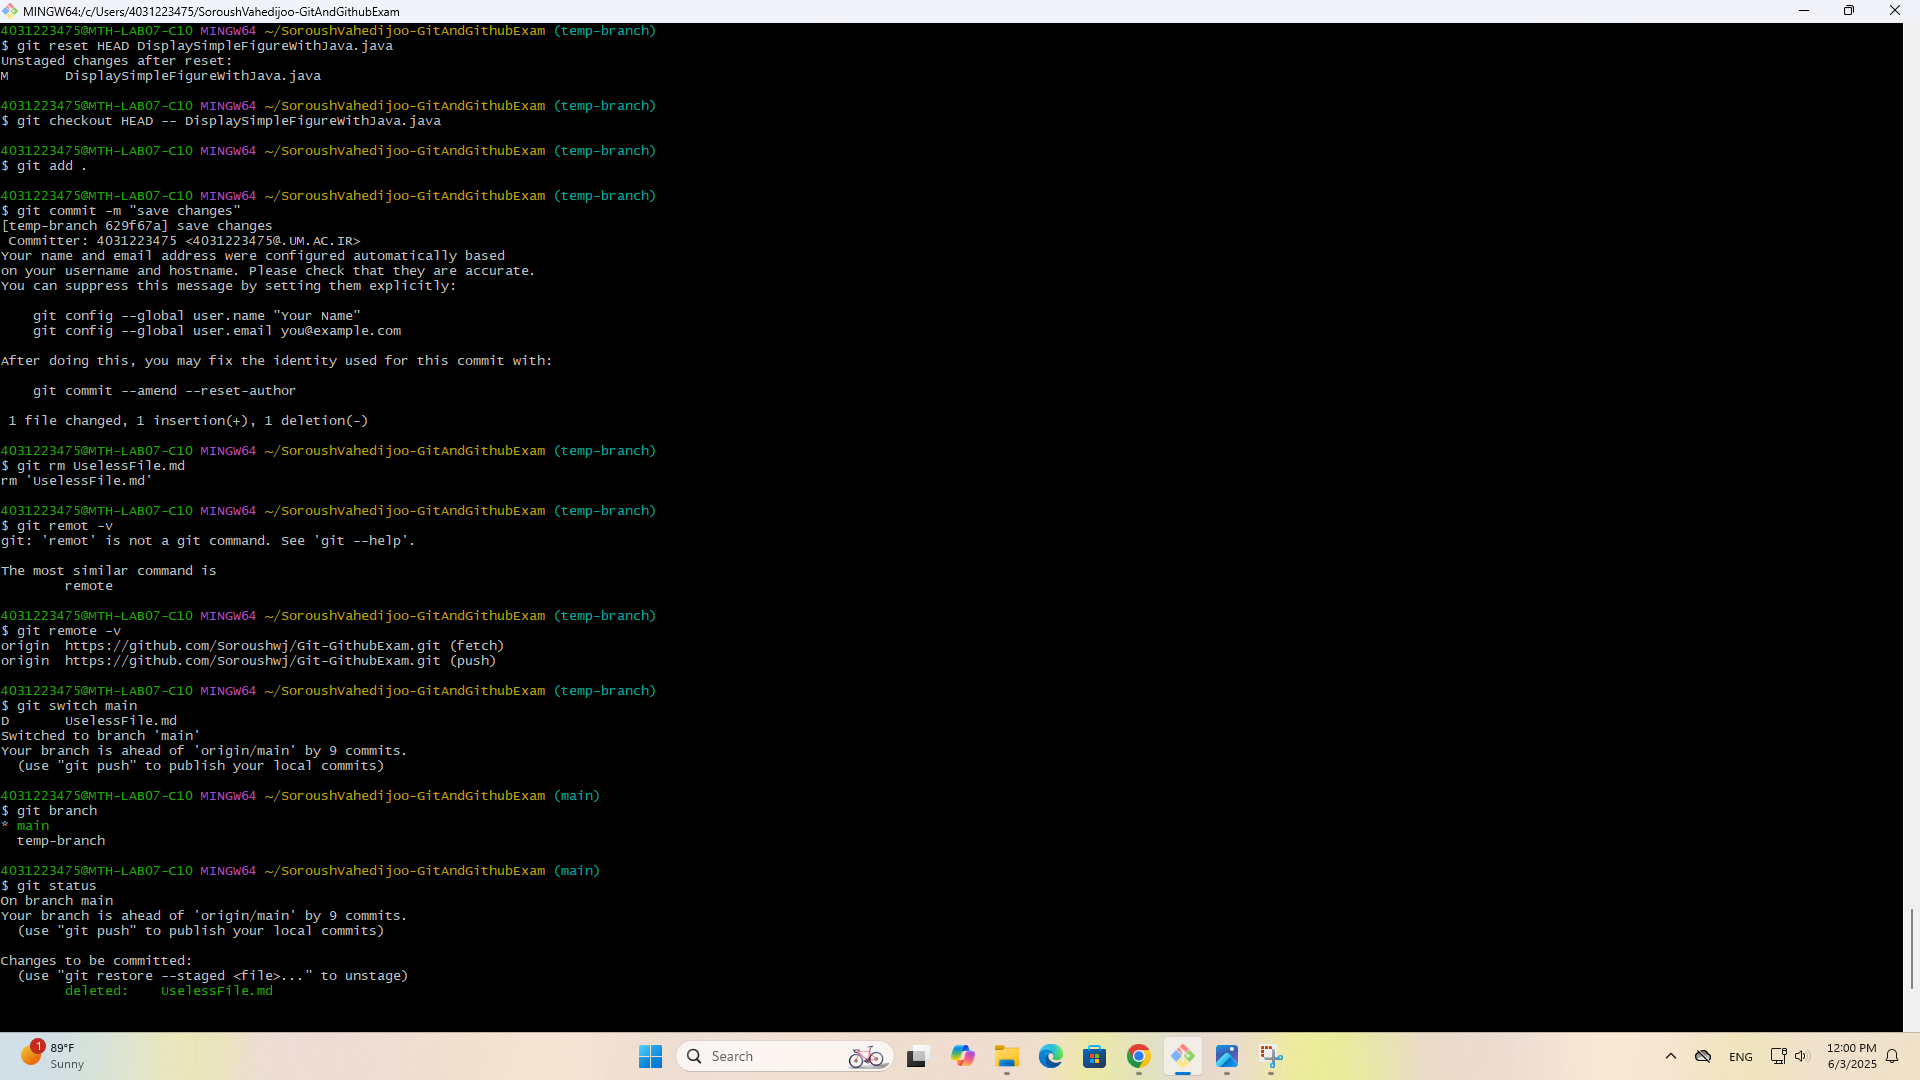 MINGW64:/c/Users/4031223475/SoroushVahedijoo-GitAndGithubExam
4031223475@MTH-LAB07-C10 MINGW64 ~/SoroushVahedijoo-GitAndGithubExam (temp-branch)
$ git reset HEAD DisplaySimpleFigureWithJava.java
Unstaged changes after reset:
M       DisplaySimpleFigureWithJava.java
4031223475@MTH-LAB07-C10 MINGW64 ~/SoroushVahedijoo-GitAndGithubExam (temp-branch)
$ git checkout HEAD -- DisplaySimpleFigureWithJava.java
4031223475@MTH-LAB07-C10 MINGW64 ~/SoroushVahedijoo-GitAndGithubExam (temp-branch)
$ git add .
4031223475@MTH-LAB07-C10 MINGW64 ~/SoroushVahedijoo-GitAndGithubExam (temp-branch)
$ git commit -m "save changes"
[temp-branch 629f67a] save changes
 Committer: 4031223475 <4031223475@.UM.AC.IR>
Your name and email address were configured automatically based
on your username and hostname. Please check that they are accurate.
You can suppress this message by setting them explicitly:
    git config --global user.name "Your Name"
    git config --global user.email you@example.com
After doing this, you may fix the identity used for this commit with:
    git commit --amend --reset-author
 1 file changed, 1 insertion(+), 1 deletion(-)
4031223475@MTH-LAB07-C10 MINGW64 ~/SoroushVahedijoo-GitAndGithubExam (temp-branch)
$ git rm UselessFile.md
rm 'UselessFile.md'
4031223475@MTH-LAB07-C10 MINGW64 ~/SoroushVahedijoo-GitAndGithubExam (temp-branch)
$ git remot -v
git: 'remot' is not a git command. See 'git --help'.
The most similar command is
        remote
4031223475@MTH-LAB07-C10 MINGW64 ~/SoroushVahedijoo-GitAndGithubExam (temp-branch)
$ git remote -v
origin  https://github.com/Soroushwj/Git-GithubExam.git (fetch)
origin  https://github.com/Soroushwj/Git-GithubExam.git (push)
4031223475@MTH-LAB07-C10 MINGW64 ~/SoroushVahedijoo-GitAndGithubExam (temp-branch)
$ git switch main
D       UselessFile.md
Switched to branch 'main'
Your branch is ahead of 'origin/main' by 9 commits.
  (use "git push" to publish your local commits)
4031223475@MTH-LAB07-C10 MINGW64 ~/SoroushVahedijoo-GitAndGithubExam (main)
$ git branch
* main
  temp-branch
4031223475@MTH-LAB07-C10 MINGW64 ~/SoroushVahedijoo-GitAndGithubExam (main)
$ git status
On branch main
Your branch is ahead of 'origin/main' by 9 commits.
  (use "git push" to publish your local commits)
Changes to be committed:
  (use "git restore --staged <file>..." to unstage)
        deleted:    UselessFile.md
1
89°F
Sunny
Search
ENG
12:00 PM
6/3/2025